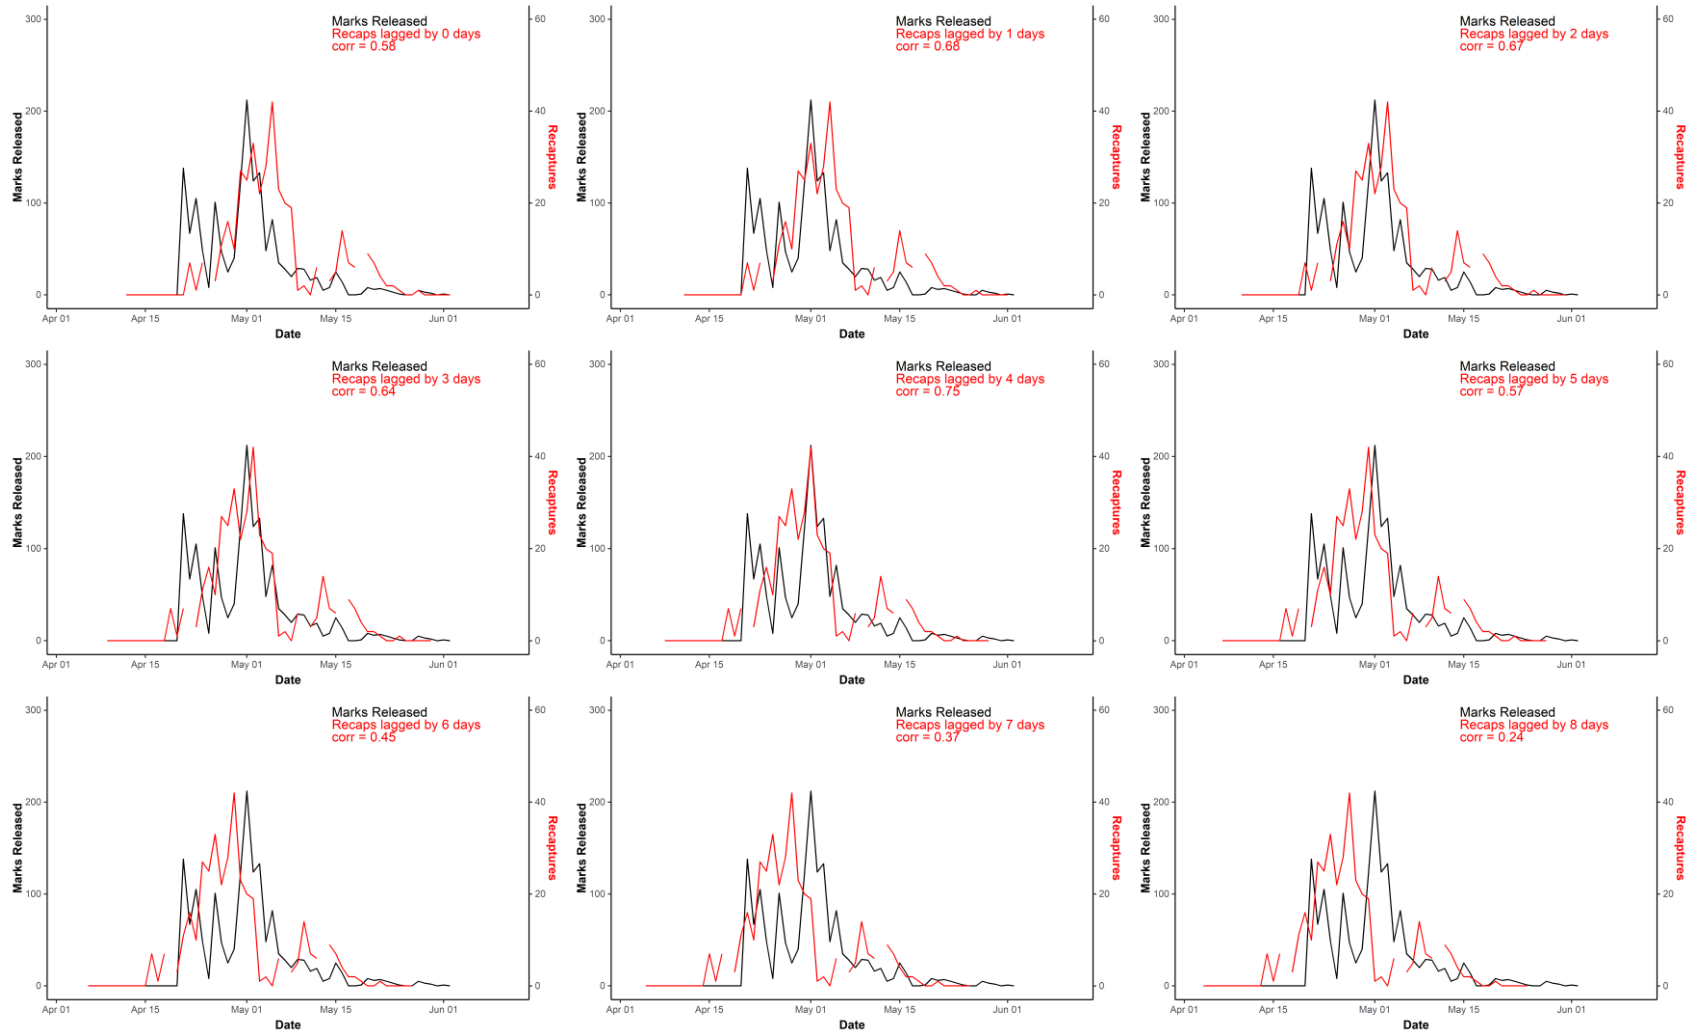 Marks Released
Recaps lagged by 0 days
corr = 0.58
300
200
100
0
60
40
20
0
Marks Released
Recaptures
Apr 01
Apr 15
May 01
May 15
Jun 01
Date
Marks Released
Recaps lagged by 1 days
corr = 0.68
300
200
100
0
60
40
20
0
Marks Released
Recaptures
Apr 01
Apr 15
May 01
May 15
Jun 01
Date
Marks Released
Recaps lagged by 2 days
corr = 0.67
300
200
100
0
60
40
20
0
Marks Released
Recaptures
Apr 01
Apr 15
May 01
May 15
Jun 01
Date
Marks Released
Recaps lagged by 3 days
corr = 0.64
300
200
100
0
60
40
20
0
Marks Released
Recaptures
Apr 01
Apr 15
May 01
May 15
Jun 01
Date
Marks Released
Recaps lagged by 4 days
corr = 0.75
300
200
100
0
60
40
20
0
Marks Released
Recaptures
Apr 01
Apr 15
May 01
May 15
Jun 01
Date
Marks Released
Recaps lagged by 5 days
corr = 0.57
300
200
100
0
60
40
20
0
Marks Released
Recaptures
Apr 01
Apr 15
May 01
May 15
Jun 01
Date
Marks Released
Recaps lagged by 6 days
corr = 0.45
300
200
100
0
60
40
20
0
Marks Released
Recaptures
Apr 01
Apr 15
May 01
May 15
Jun 01
Date
Marks Released
Recaps lagged by 7 days
corr = 0.37
300
200
100
0
60
40
20
0
Marks Released
Recaptures
Apr 01
Apr 15
May 01
May 15
Jun 01
Date
Marks Released
Recaps lagged by 8 days
corr = 0.24
300
200
100
0
60
40
20
0
Marks Released
Recaptures
Apr 01
Apr 15
May 01
May 15
Jun 01
Date